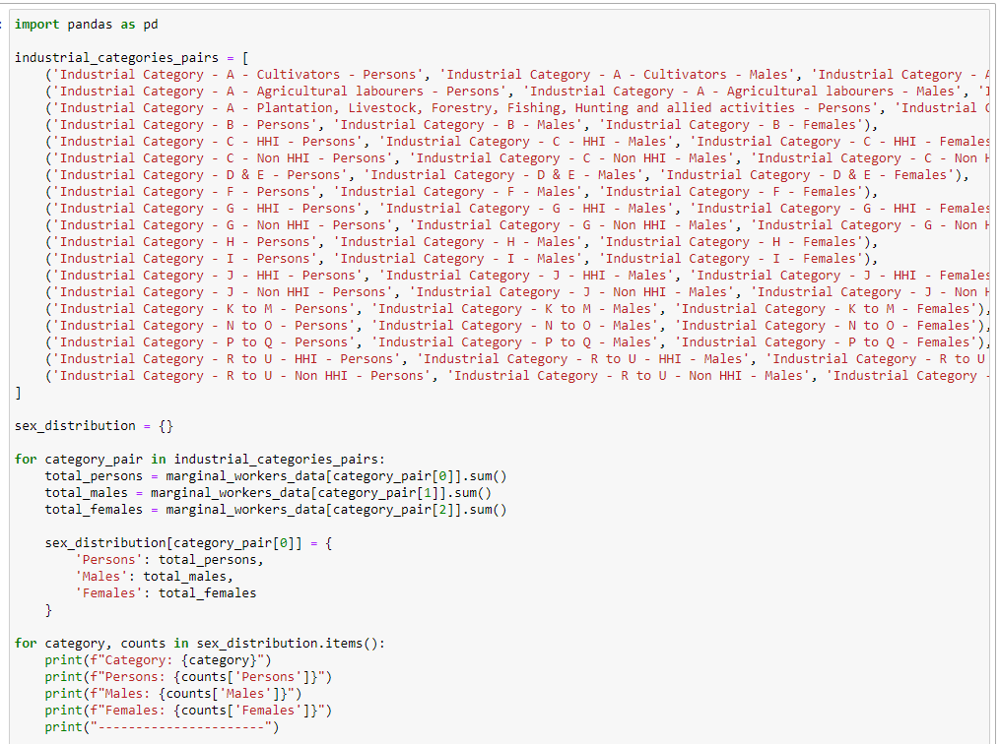 import pandas as pd
industrial_categories_pairs = [
('Industrial Category - A - Cultivators - Persons', 'Industrial Category - A - Cultivators - Males', 'Industrial Category - A
('Industrial Category - A - Agricultural labourers - Persons', 'Industrial Category - A - Agricultural labourers - Males', 'I
('Industrial Category - A - Plantation, Livestock, Forestry, Fishing, Hunting and allied activities - Persons', 'Industrial C
('Industrial Category - B - Persons', 'Industrial Category - B - Males', 'Industrial Category - B - Females'),
('Industrial Category - C - HHI - Persons', 'Industrial Category - C - HHI - Males', 'Industrial Category - C - HHI - Females
('Industrial Category - C - Non HHI - Persons', 'Industrial Category - C - Non HHI - Males', 'Industrial Category - C - Non H
('Industrial Category - D & E - Persons', 'Industrial Category - D & E - Males', 'Industrial Category - D & E - Females'),
('Industrial Category - F - Persons', 'Industrial Category - F - Males', 'Industrial Category - F - Females'),
('Industrial Category - G - HHI - Persons', 'Industrial Category - G - HHI - Males', 'Industrial Category - G - HHI - Females
('Industrial Category - G - Non HHI - Persons', 'Industrial Category - G - Non HHI - Males', 'Industrial Category - G - Non H
('Industrial Category - H - Persons', 'Industrial Category - H - Males', 'Industrial Category - H - Females'),
('Industrial Category - I - Persons', 'Industrial Category - I - Males', 'Industrial Category - I - Females'),
('Industrial Category - J - HHI - Persons', 'Industrial Category - J - HHI - Males', 'Industrial Category - J - HHI - Females
('Industrial Category - J - Non HHI - Persons', 'Industrial Category - J - Non HHI - Males', 'Industrial Category - J - Non H
('Industrial Category - K to M - Persons', 'Industrial Category - K to M - Males', 'Industrial Category - K to M - Females'),
('Industrial Category - N to O - Persons', 'Industrial Category - N to O - Males', 'Industrial Category - N to O - Females'),
('Industrial Category - P to Q - Persons', 'Industrial Category - P to Q - Males', 'Industrial Category - P to Q - Females'),
('Industrial Category - R to U - HHI - Persons', 'Industrial Category - R to U - HHI - Males', 'Industrial Category - R to U
('Industrial Category - R to U - Non HHI - Persons', 'Industrial Category - R to U - Non HHI - Males', 'Industrial Category -
]
sex_distribution = {}
for category_pair in industrial_categories_pairs:
total_persons = marginal_workers_data[category_pair[0]].sum()
total_males = marginal_workers_data[category_pair[1]].sum()
total_females = marginal_workers_data[category_pair[2]].sum()
sex_distribution[category_pair[0]] = {
'Persons': total_persons,
'Males': total_males,
'Females': total_females
}
for category, counts in sex_distribution.items():
print(f"Category: {category}")
print(f"Persons: {counts['Persons']}")
print(f"Males: {counts['Males']}")
print(f"Females: {counts['Females']}")
print("----------------------")